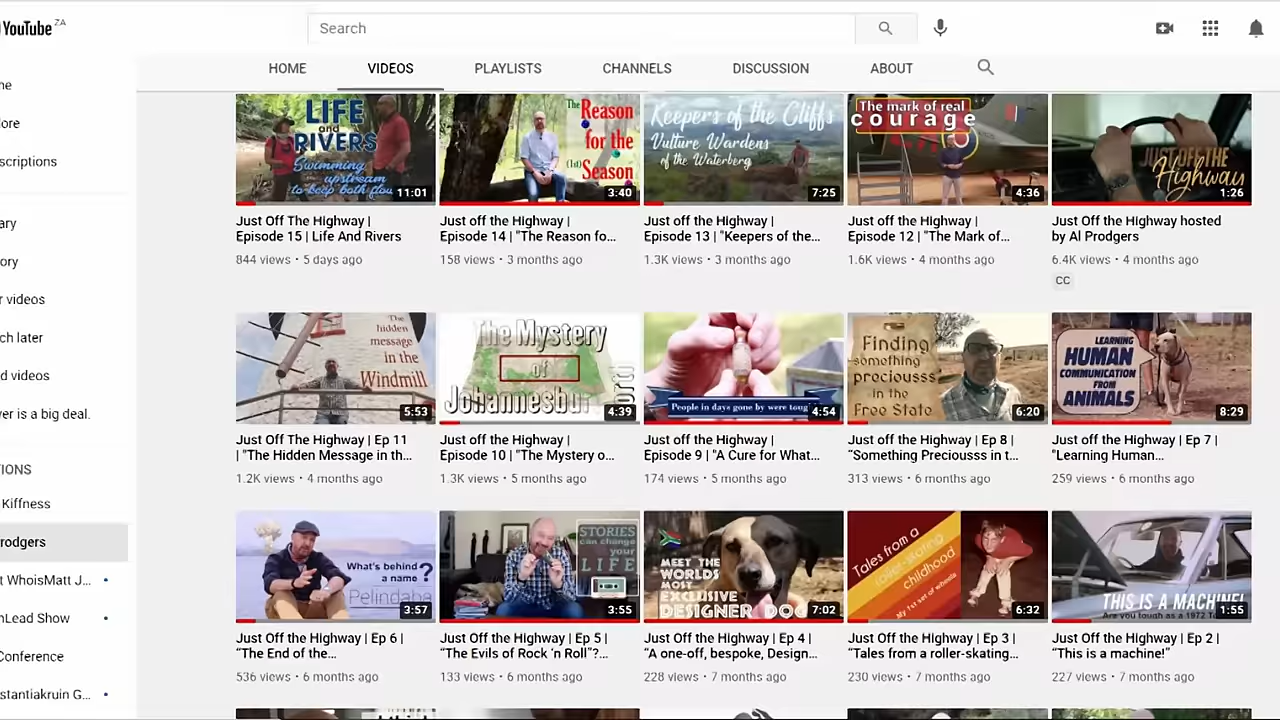 YouTube ZA
Search
HOME VIDEOS PLAYLISTS CHANNELS DISCUSSION ABOUT
me
lore
scriptions
ary
ory
r videos
ch later
d videos
ver is a big deal.
TIONS
Kiffness
rodgers
t WhoisMatt J...
nLead Show
Conference
stantiakruin G...
LIFE
and
RIVERS
Swimming
upstream
to keep both flou
11:01
The
Reason
for the
(1st)
Season
3:40
Keepers of the Cliffs
Vulture Wardens
of the Waterberg
7:25
The mark of real
courage
4:36
JUST OFF THE
Highway
1:26
Just Off The Highway |
Episode 15 | Life And Rivers
844 views • 5 days ago
Just off the Highway |
Episode 14 | "The Reason fo...
158 views • 3 months ago
Just off the Highway |
Episode 13 | "Keepers of the...
1.3K views • 3 months ago
Just off the Highway |
Episode 12 | "The Mark of...
1.6K views • 4 months ago
Just Off the Highway hosted
by Al Prodgers
6.4K views • 4 months ago
CC
The
hidden
message
in the
Windmill
5:53
The Mystery
of
Johannesbur
4:39
People in days gone by were toug
4:54
Finding
something
preciousss
in the
Free State
6:20
LEARNING
HUMAN
COMMUNICATION
FROM
ANIMALS
8:29
Just Off The Highway | Ep 11
| "The Hidden Message in th...
1.2K views • 4 months ago
Just off the Highway |
Episode 10 | "The Mystery o...
1.3K views • 5 months ago
Just off the Highway |
Episode 9 | "A Cure for What...
174 views • 5 months ago
Just off the Highway | Ep 8 |
“Something Preciousss in t...
313 views • 6 months ago
Just off the Highway | Ep 7 |
"Learning Human...
259 views • 6 months ago
What's behind
a name?
Pelindaba
3:57
STORIES
can change
your
LIFE
3:55
MEET THE
WORLDS
MOST
EXCLUSIVE
DESIGNER DOG
7:02
Tales from a
roller-skating
childhood
My 1st set of wheels
6:32
THIS IS A MACHINE!
Are you tough as a 1972
1:55
Just Off the Highway | Ep 6 |
“The End of the...
536 views • 6 months ago
Just Off the Highway | Ep 5 |
“The Evils of Rock ‘n Roll”?...
133 views • 6 months ago
Just Off the Highway | Ep 4 |
“A one-off, bespoke, Design...
228 views • 7 months ago
Just Off the Highway | Ep 3 |
“Tales from a roller-skating...
230 views • 7 months ago
Just Off the Highway | Ep 2 |
“This is a machine!”
227 views • 7 months ago